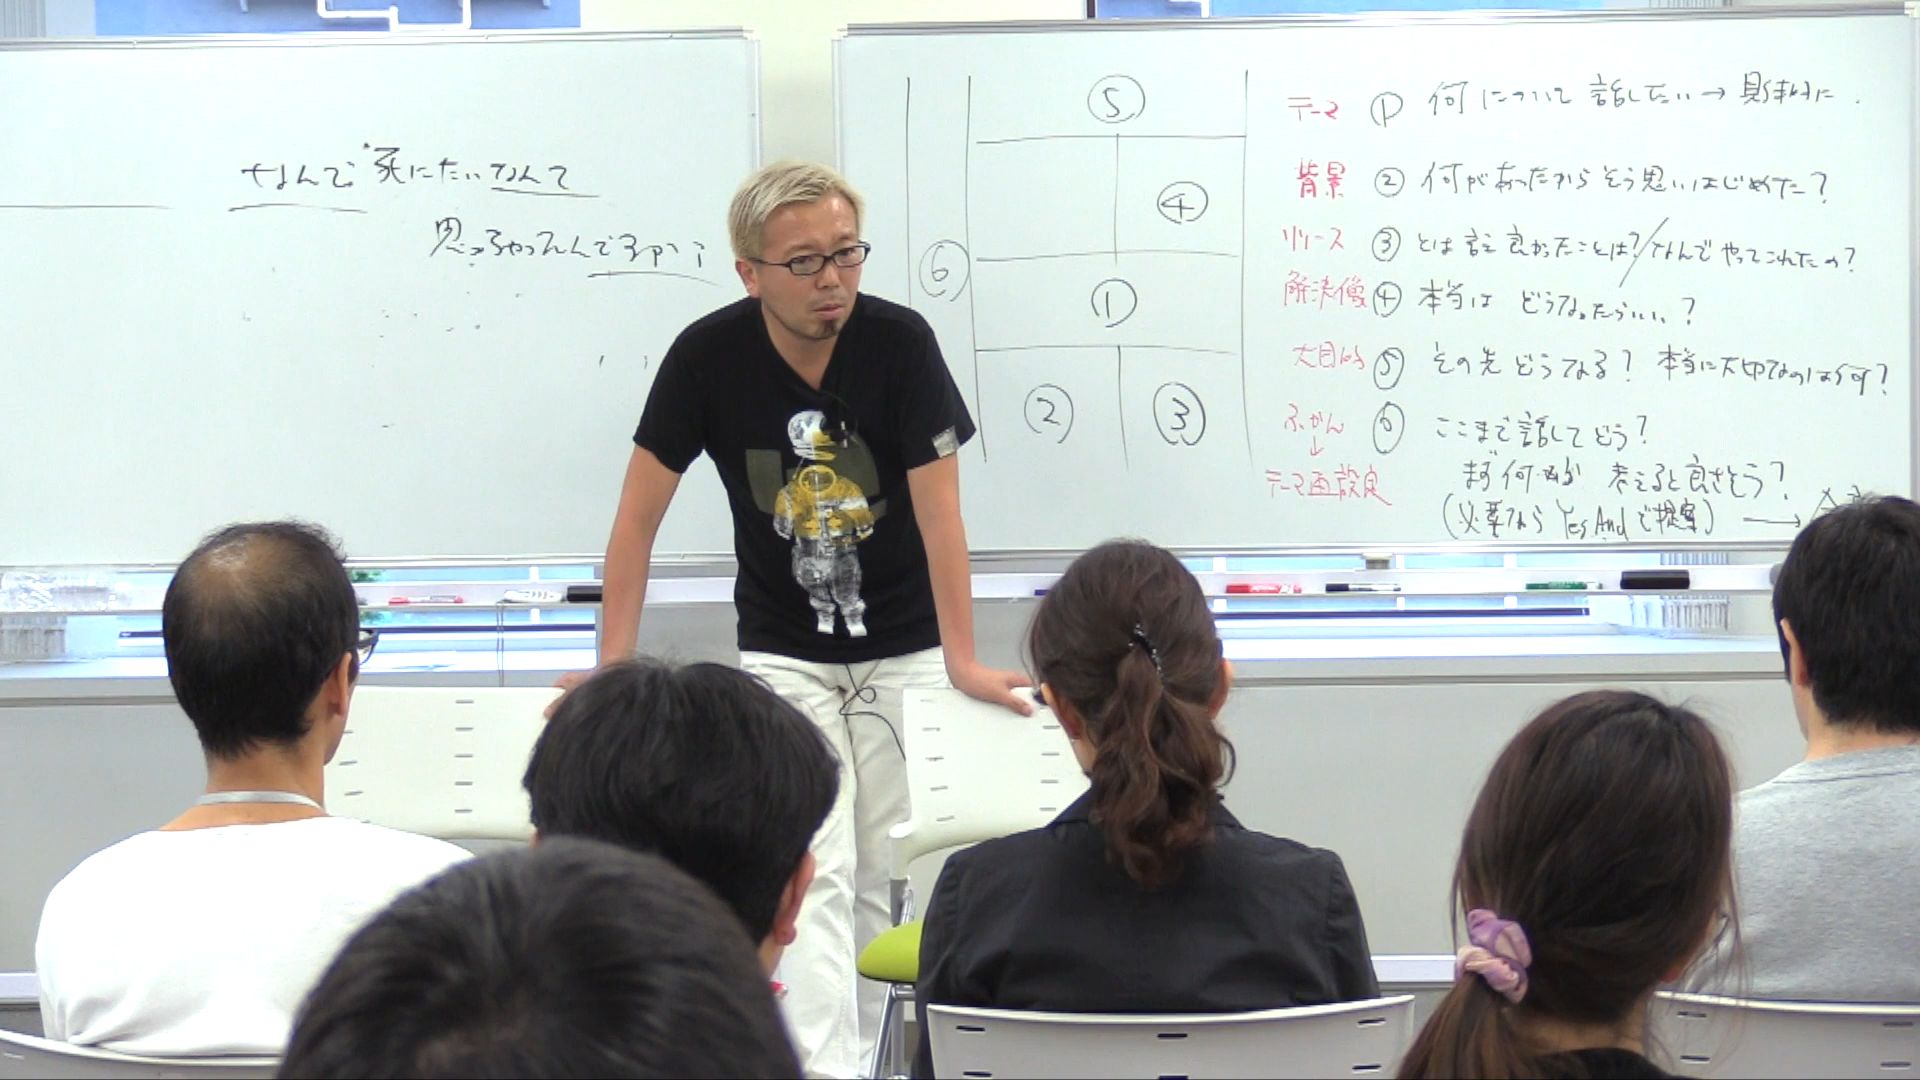 なんで"死にたいなんて
思っちゃってんですか?
⑤
④
⑥
①
②
③
テーマ ① 何について話したい→具体的に
背景 ② 何があったからそう思いはじめた?
リソース ③ とは言え良かったことは?/なんでやってこれたの?
解決像 ④ 本当はどうなったらいい?
大目的 ⑤ その先どうなる? 本当に大切なのは何?
ふかん ⑥ ここまで話してどう?
↓
テーマ再設定 まず何から考えると良さそう?
(必要ならYes Andで提案) →